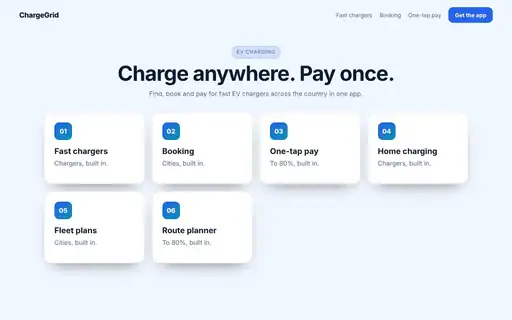 ChargeGrid
Fast chargers Booking One-tap pay Get the app
EV CHARGING
Charge anywhere. Pay once.
Find, book and pay for fast EV chargers across the country in one app.
01
Fast chargers
Chargers, built in.
02
Booking
Cities, built in.
03
One-tap pay
To 80%, built in.
04
Home charging
Chargers, built in.
05
Fleet plans
Cities, built in.
06
Route planner
To 80%, built in.